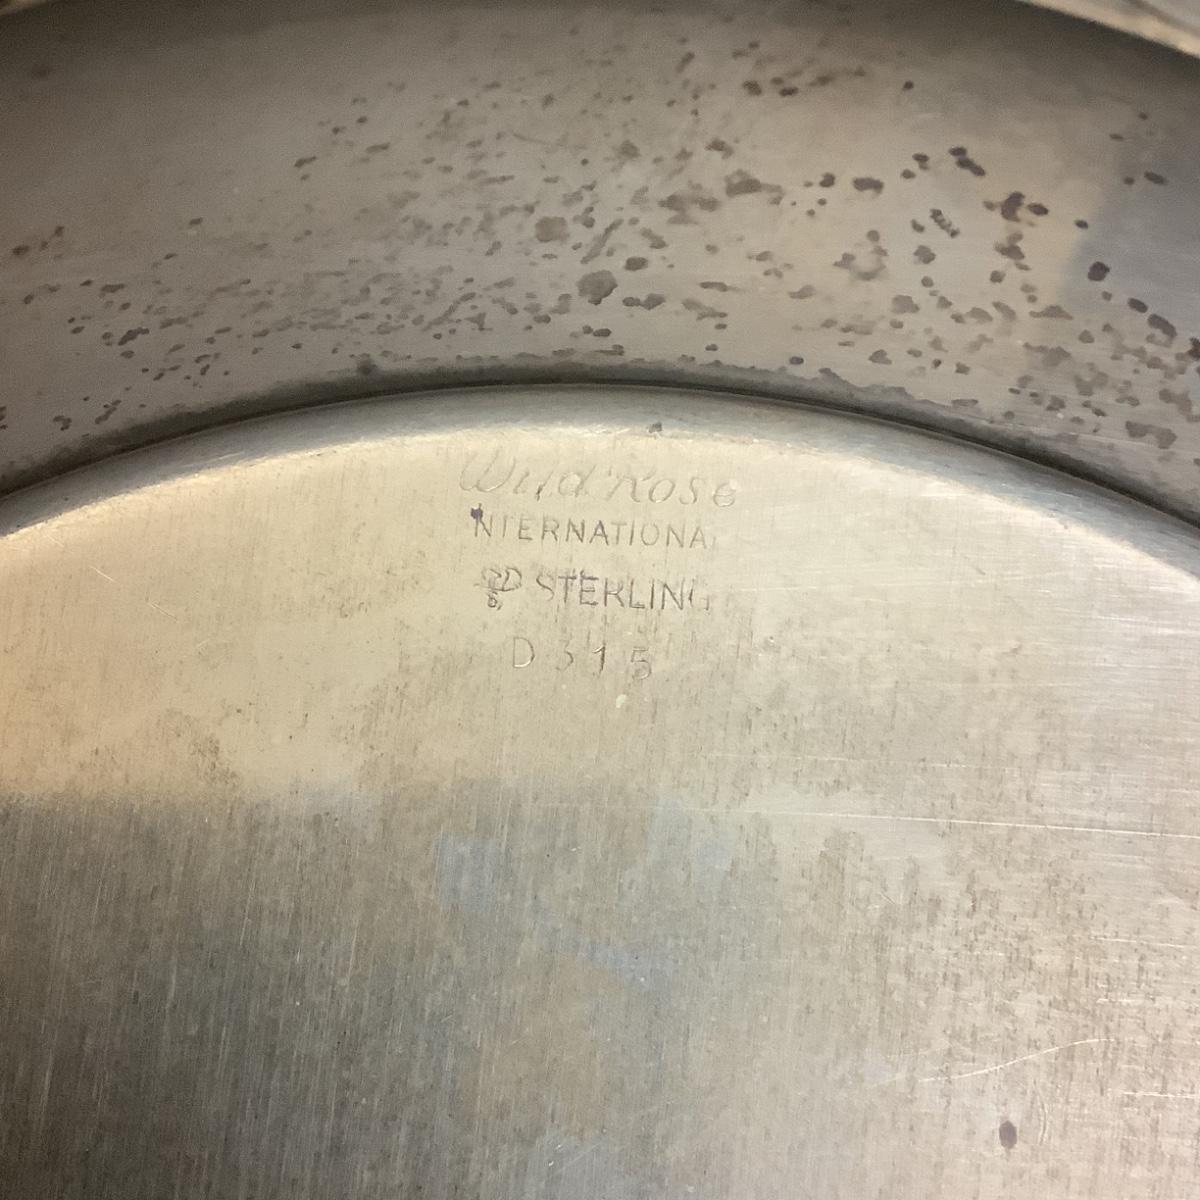 Wild Rose
INTERNATIONAL
STERLING
D315